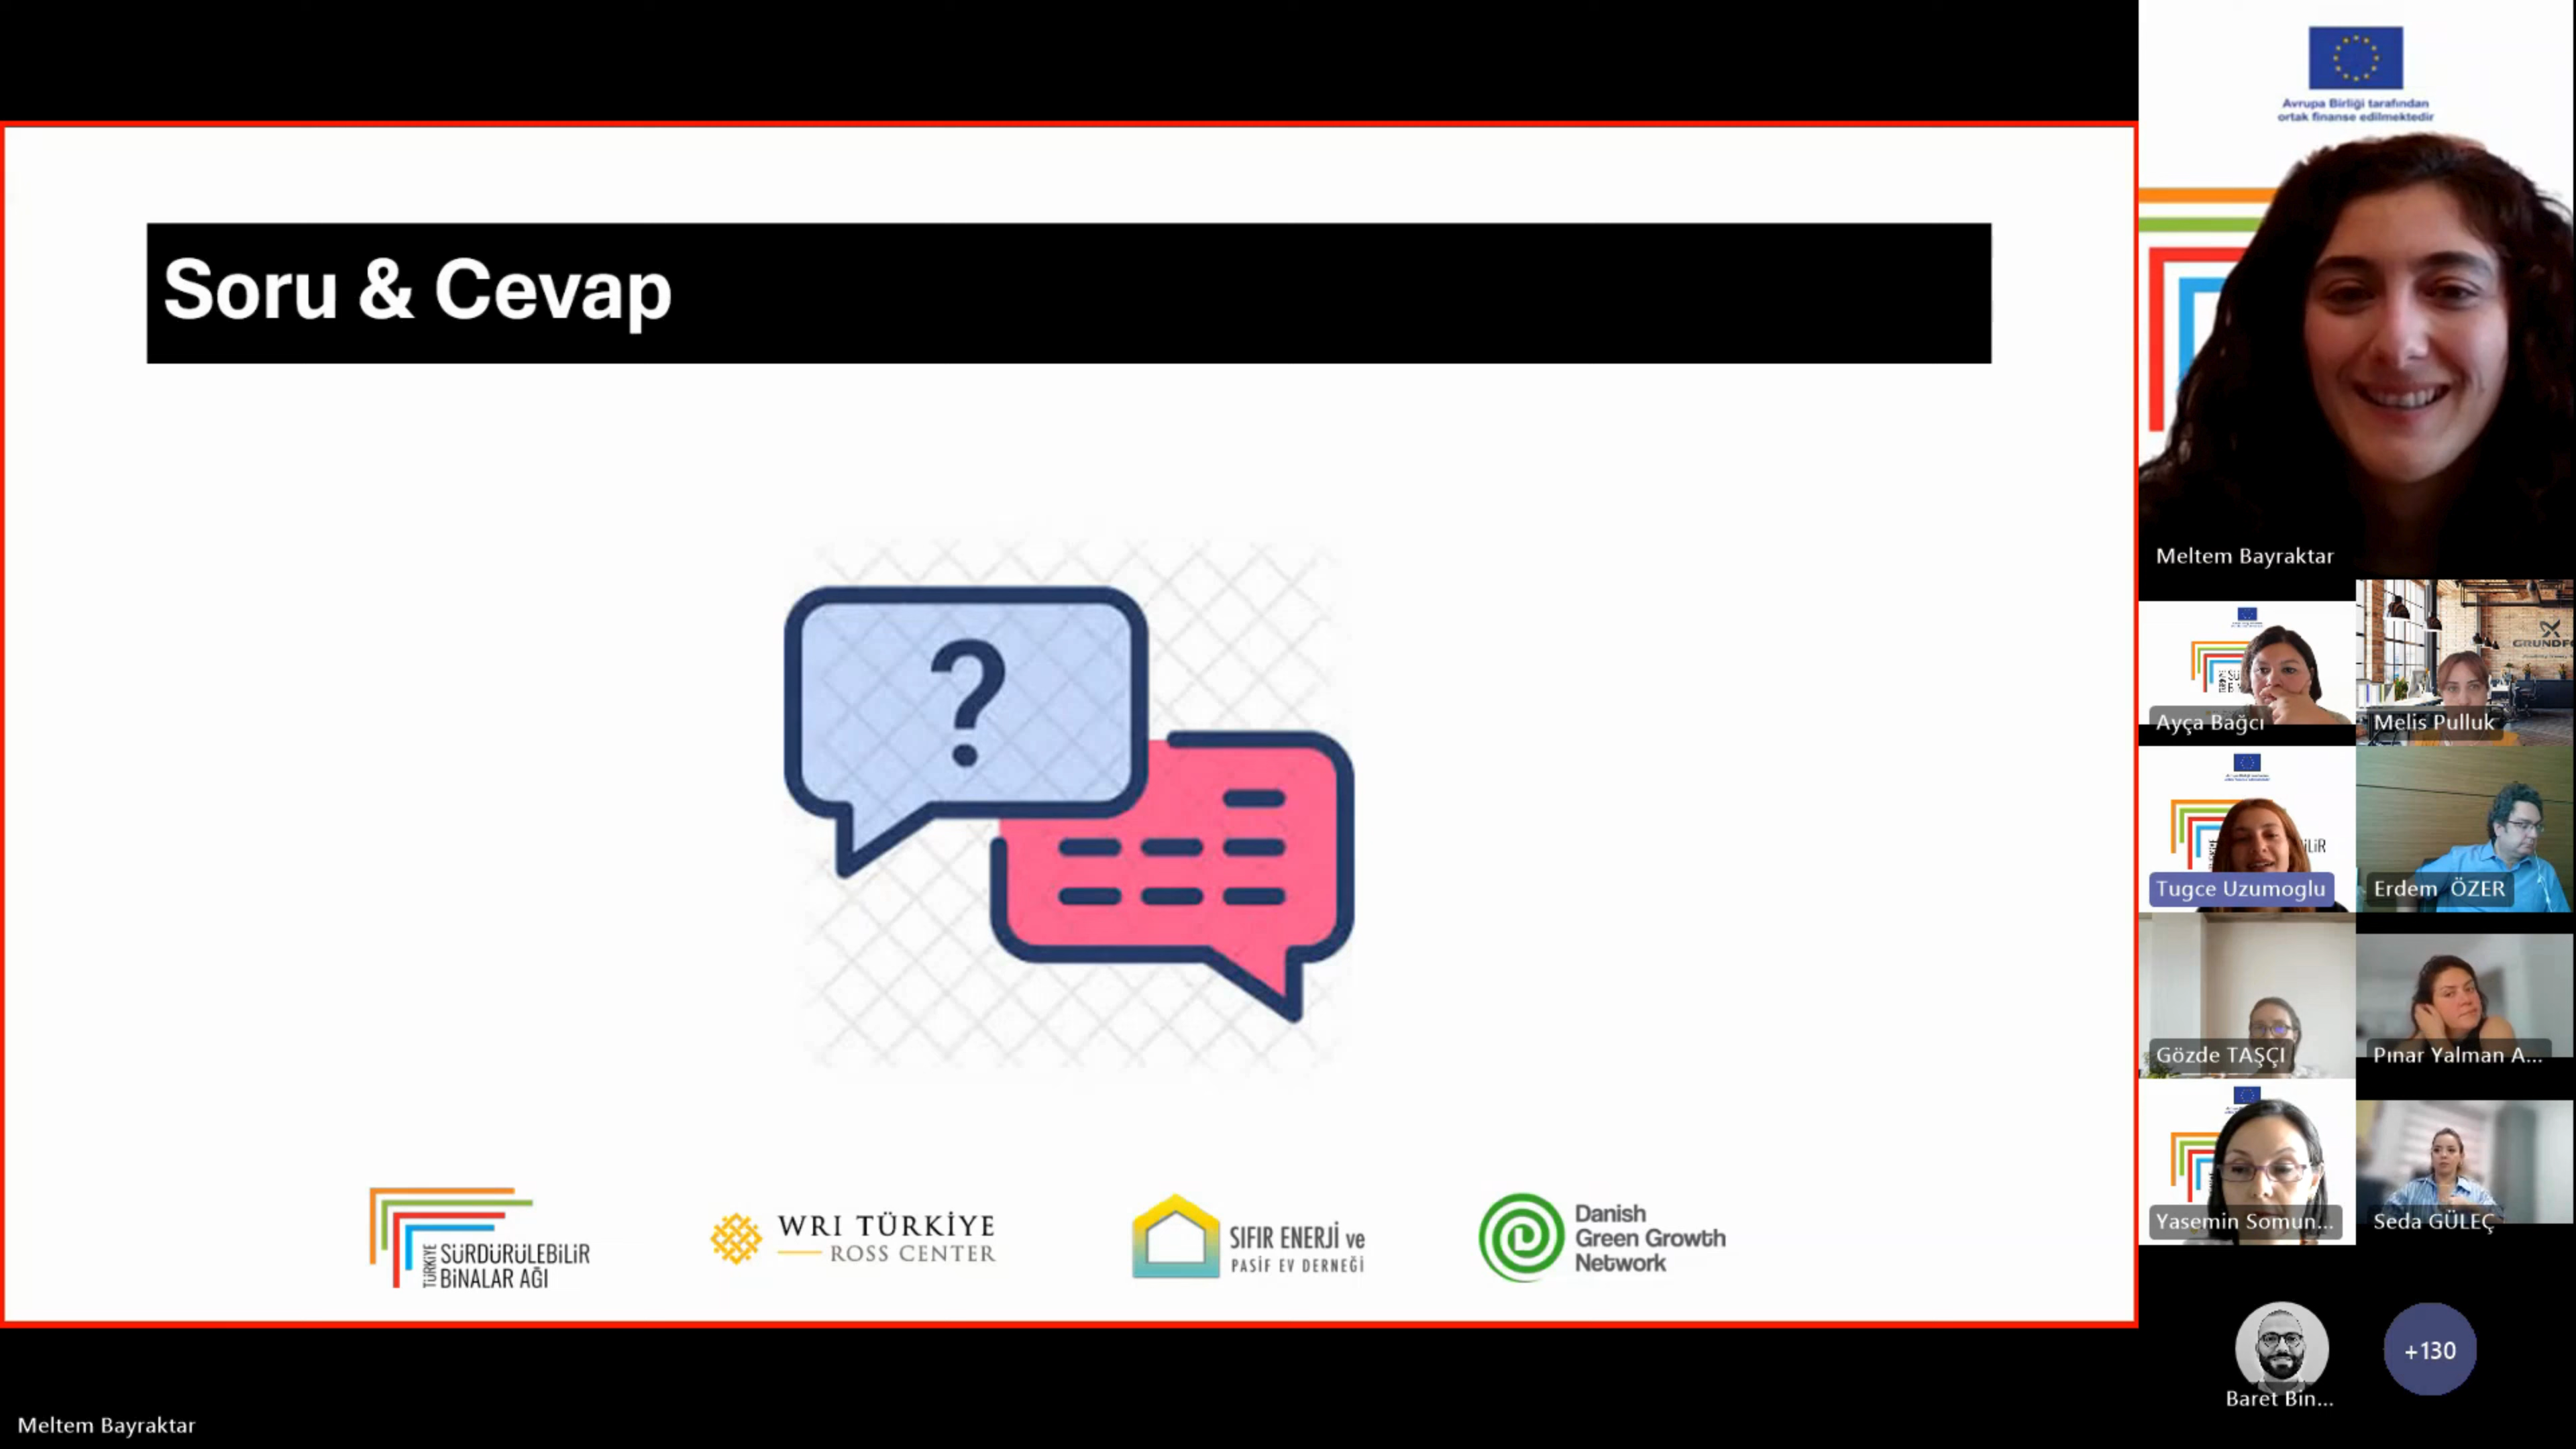 Soru & Cevap
?
TÜRKİYE
SÜRDÜRÜLEBİLİR
BİNALAR AĞI
WRI TÜRKİYE
ROSS CENTER
SIFIR ENERJİ ve
PASİF EV DERNEĞİ
Danish
Green Growth
Network
Meltem Bayraktar
Avrupa Birliği tarafından
ortak finanse edilmektedir
Meltem Bayraktar
Ayça Bağcı
Melis Pulluk
Tugce Uzumoglu
Erdem ÖZER
Gözde TAŞÇI
Pınar Yalman A...
Yasemin Somun...
Seda GÜLEÇ
Baret Bin...
+130